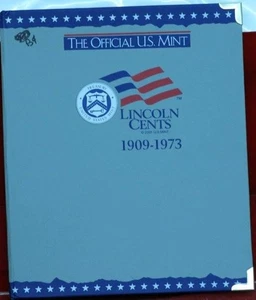 THE OFFICIAL U.S. MINT
LINCOLN
CENTS
1909-1973